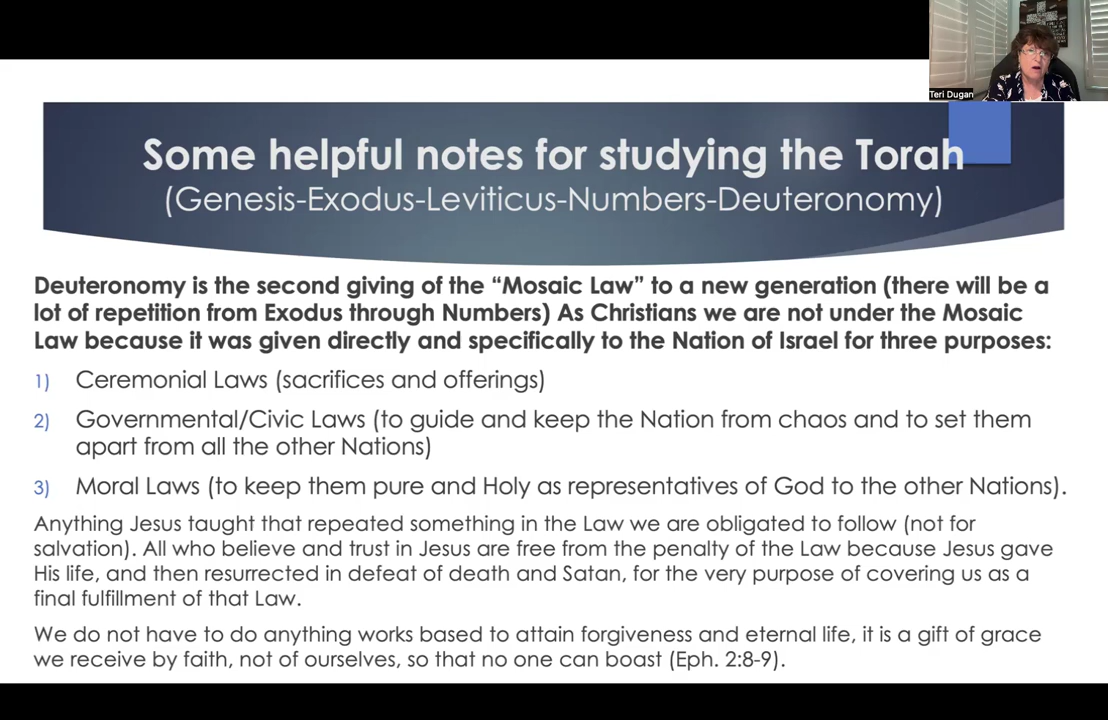 Teri Dugan
Some helpful notes for studying the Torah
(Genesis-Exodus-Leviticus-Numbers-Deuteronomy)
Deuteronomy is the second giving of the “Mosaic Law” to a new generation (there will be a
lot of repetition from Exodus through Numbers) As Christians we are not under the Mosaic
Law because it was given directly and specifically to the Nation of Israel for three purposes:
1) Ceremonial Laws (sacrifices and offerings)
2) Governmental/Civic Laws (to guide and keep the Nation from chaos and to set them
apart from all the other Nations)
3) Moral Laws (to keep them pure and Holy as representatives of God to the other Nations).
Anything Jesus taught that repeated something in the Law we are obligated to follow (not for
salvation). All who believe and trust in Jesus are free from the penalty of the Law because Jesus gave
His life, and then resurrected in defeat of death and Satan, for the very purpose of covering us as a
final fulfillment of that Law.
We do not have to do anything works based to attain forgiveness and eternal life, it is a gift of grace
we receive by faith, not of ourselves, so that no one can boast (Eph. 2:8-9).